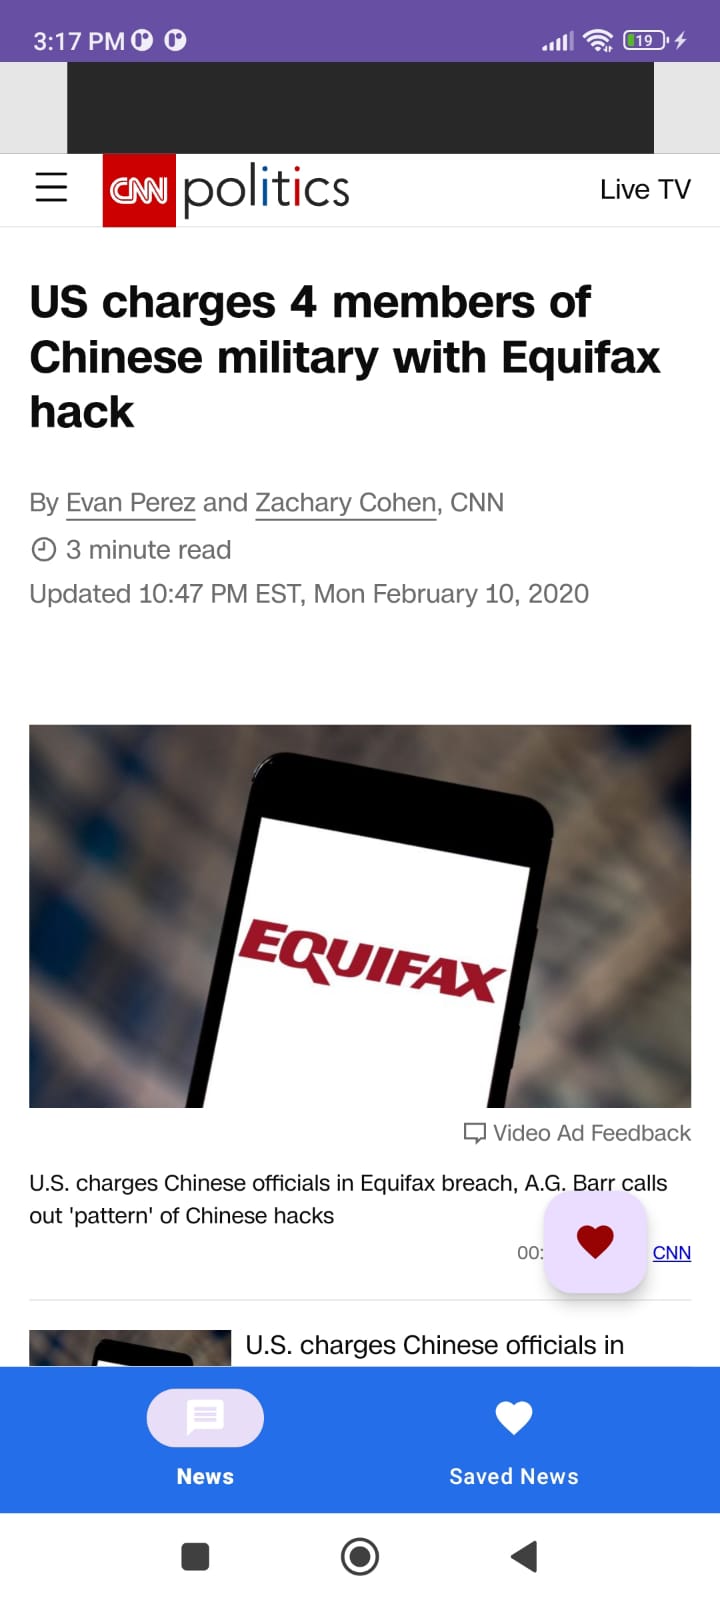 3:17 PM
19
CNN politics
Live TV
US charges 4 members of
Chinese military with Equifax
hack
By Evan Perez and Zachary Cohen, CNN
3 minute read
Updated 10:47 PM EST, Mon February 10, 2020
EQUIFAX
Video Ad Feedback
U.S. charges Chinese officials in Equifax breach, A.G. Barr calls
out 'pattern' of Chinese hacks
00:
CNN
U.S. charges Chinese officials in
News
Saved News